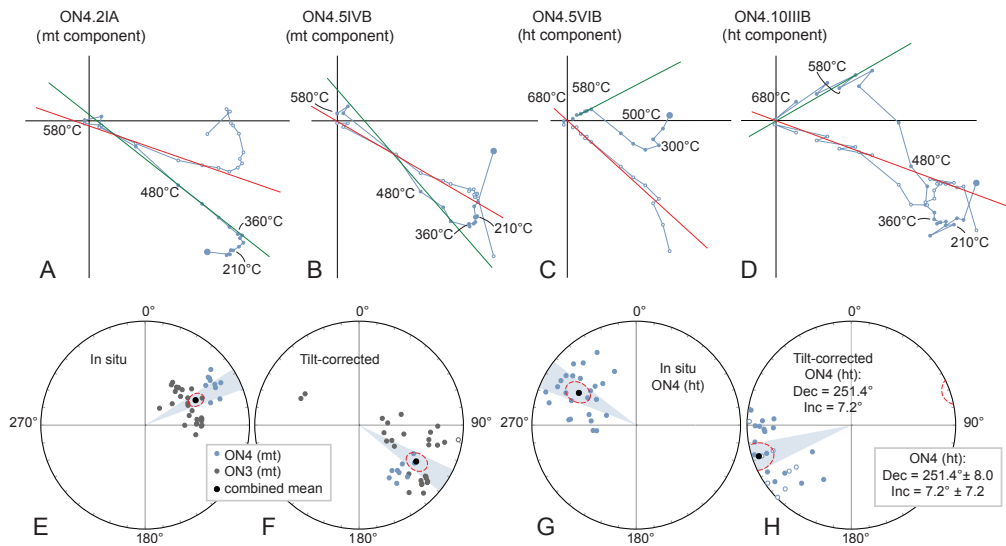 ON4.2IA
(mt component)
580°C
480°C
360°C
210°C
A
ON4.5IVB
(mt component)
580°C
480°C
360°C
210°C
B
ON4.5VIB
(ht component)
680°C
580°C
500°C
300°C
C
ON4.10IIIB
(ht component)
580°C
680°C
480°C
360°C
210°C
D
0°
In situ
270°
180°
E
ON4 (mt)
ON3 (mt)
combined mean
0°
Tilt-corrected
90°
180°
F
0°
In situ
ON4 (ht)
270°
180°
G
0°
Tilt-corrected
ON4 (ht):
Dec = 251.4°
Inc = 7.2°
90°
180°
H
ON4 (ht):
Dec = 251.4°± 8.0
Inc = 7.2° ± 7.2